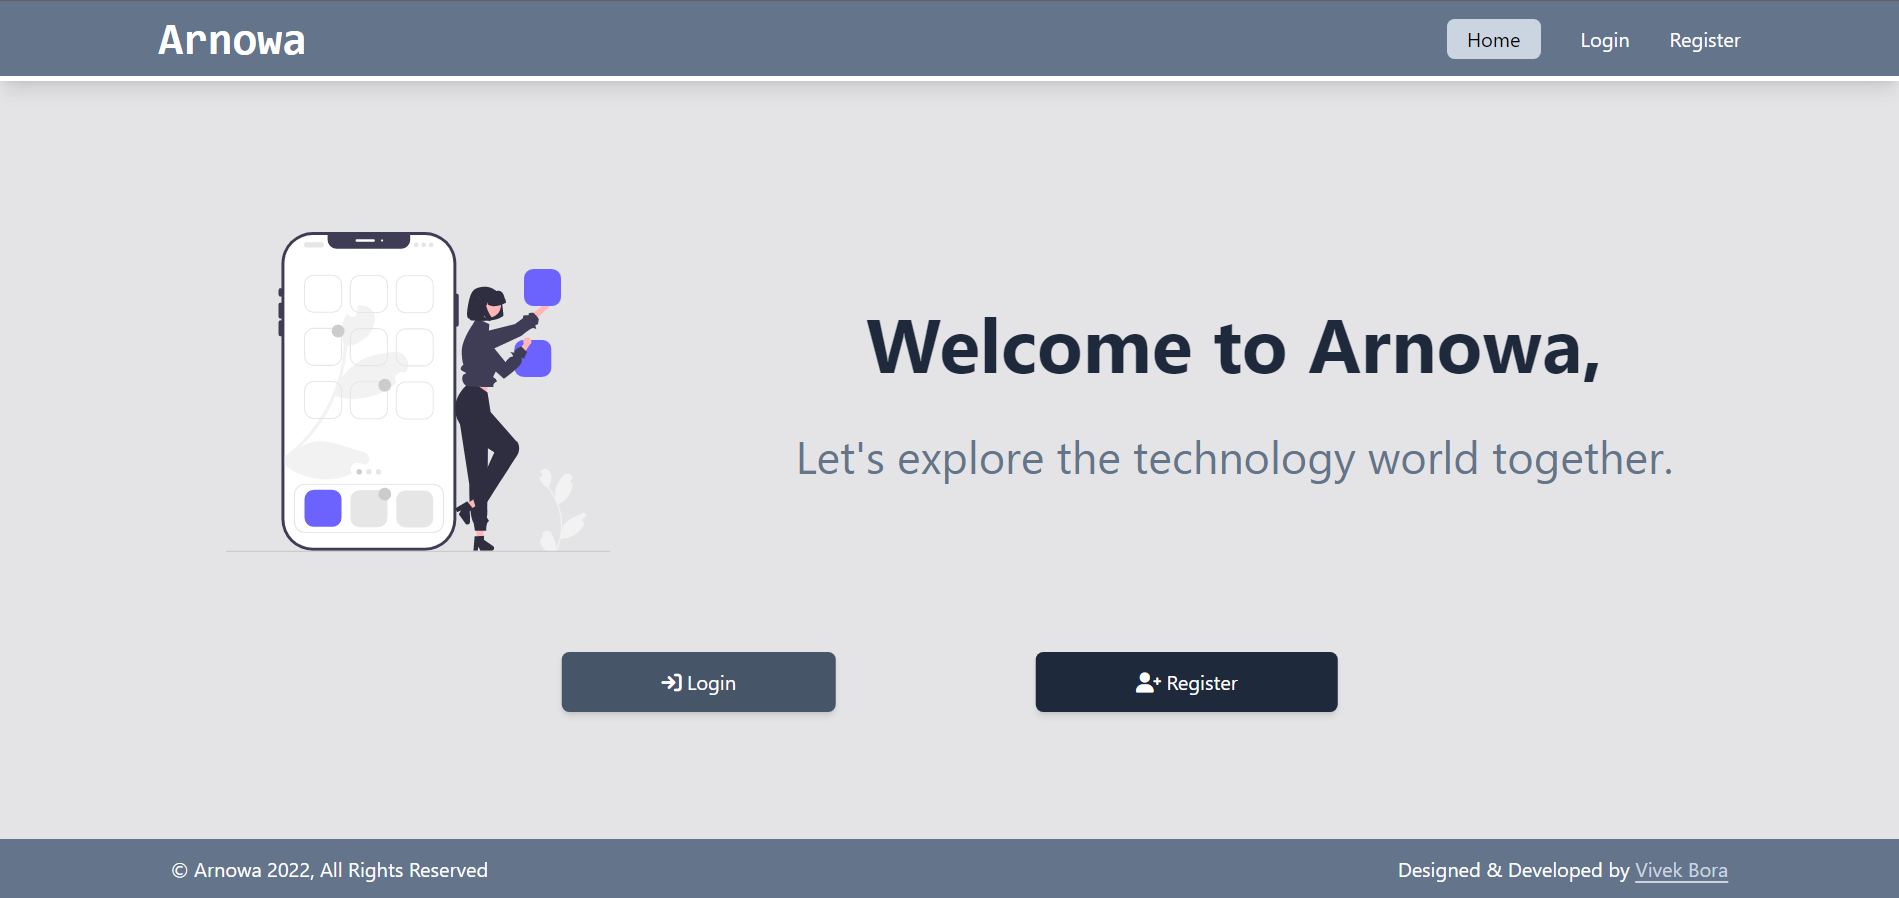 Arnowa
Home Login Register
Welcome to Arnowa,
Let's explore the technology world together.
Login
Register
© Arnowa 2022, All Rights Reserved
Designed & Developed by Vivek Bora